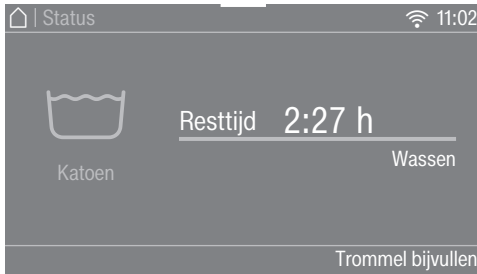 Status 11:02
Resttijd 2:27 h
Wassen
Katoen
Trommel bijvullen